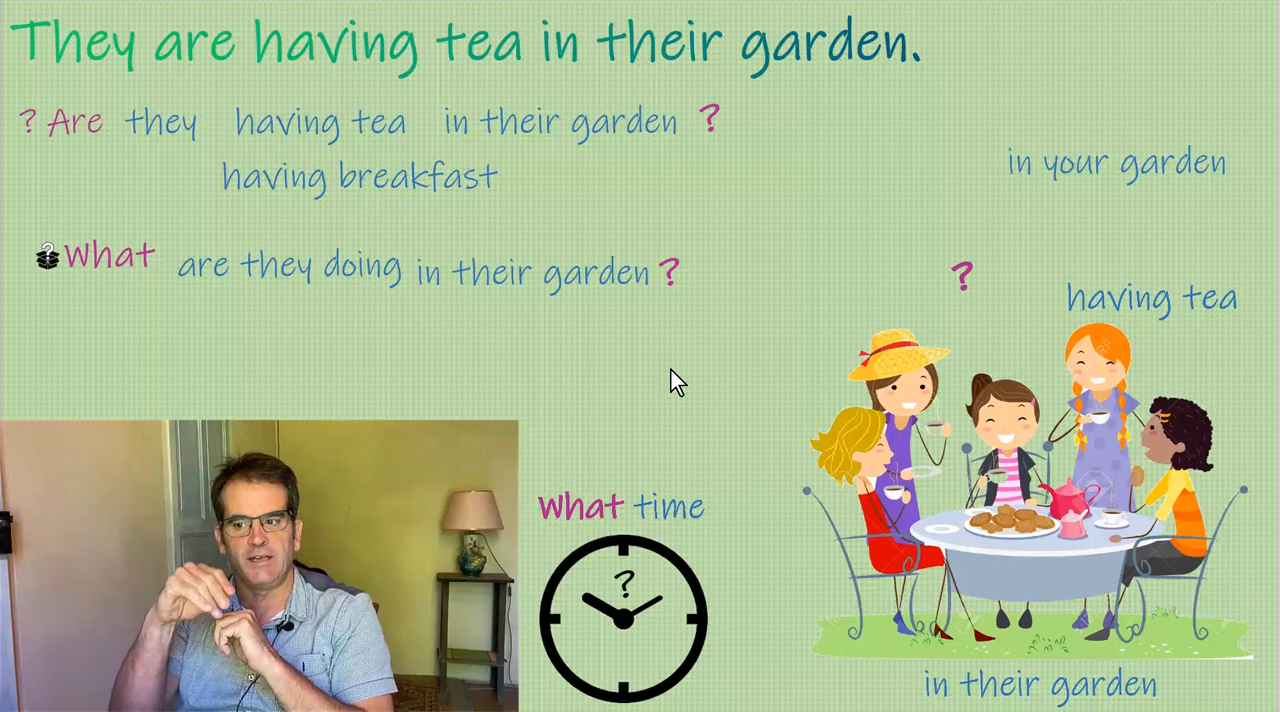 They are having tea in their garden.
? Are they having tea in their garden ?
having breakfast
in your garden
? What are they doing in their garden ?
?
having tea
What time
?
in their garden